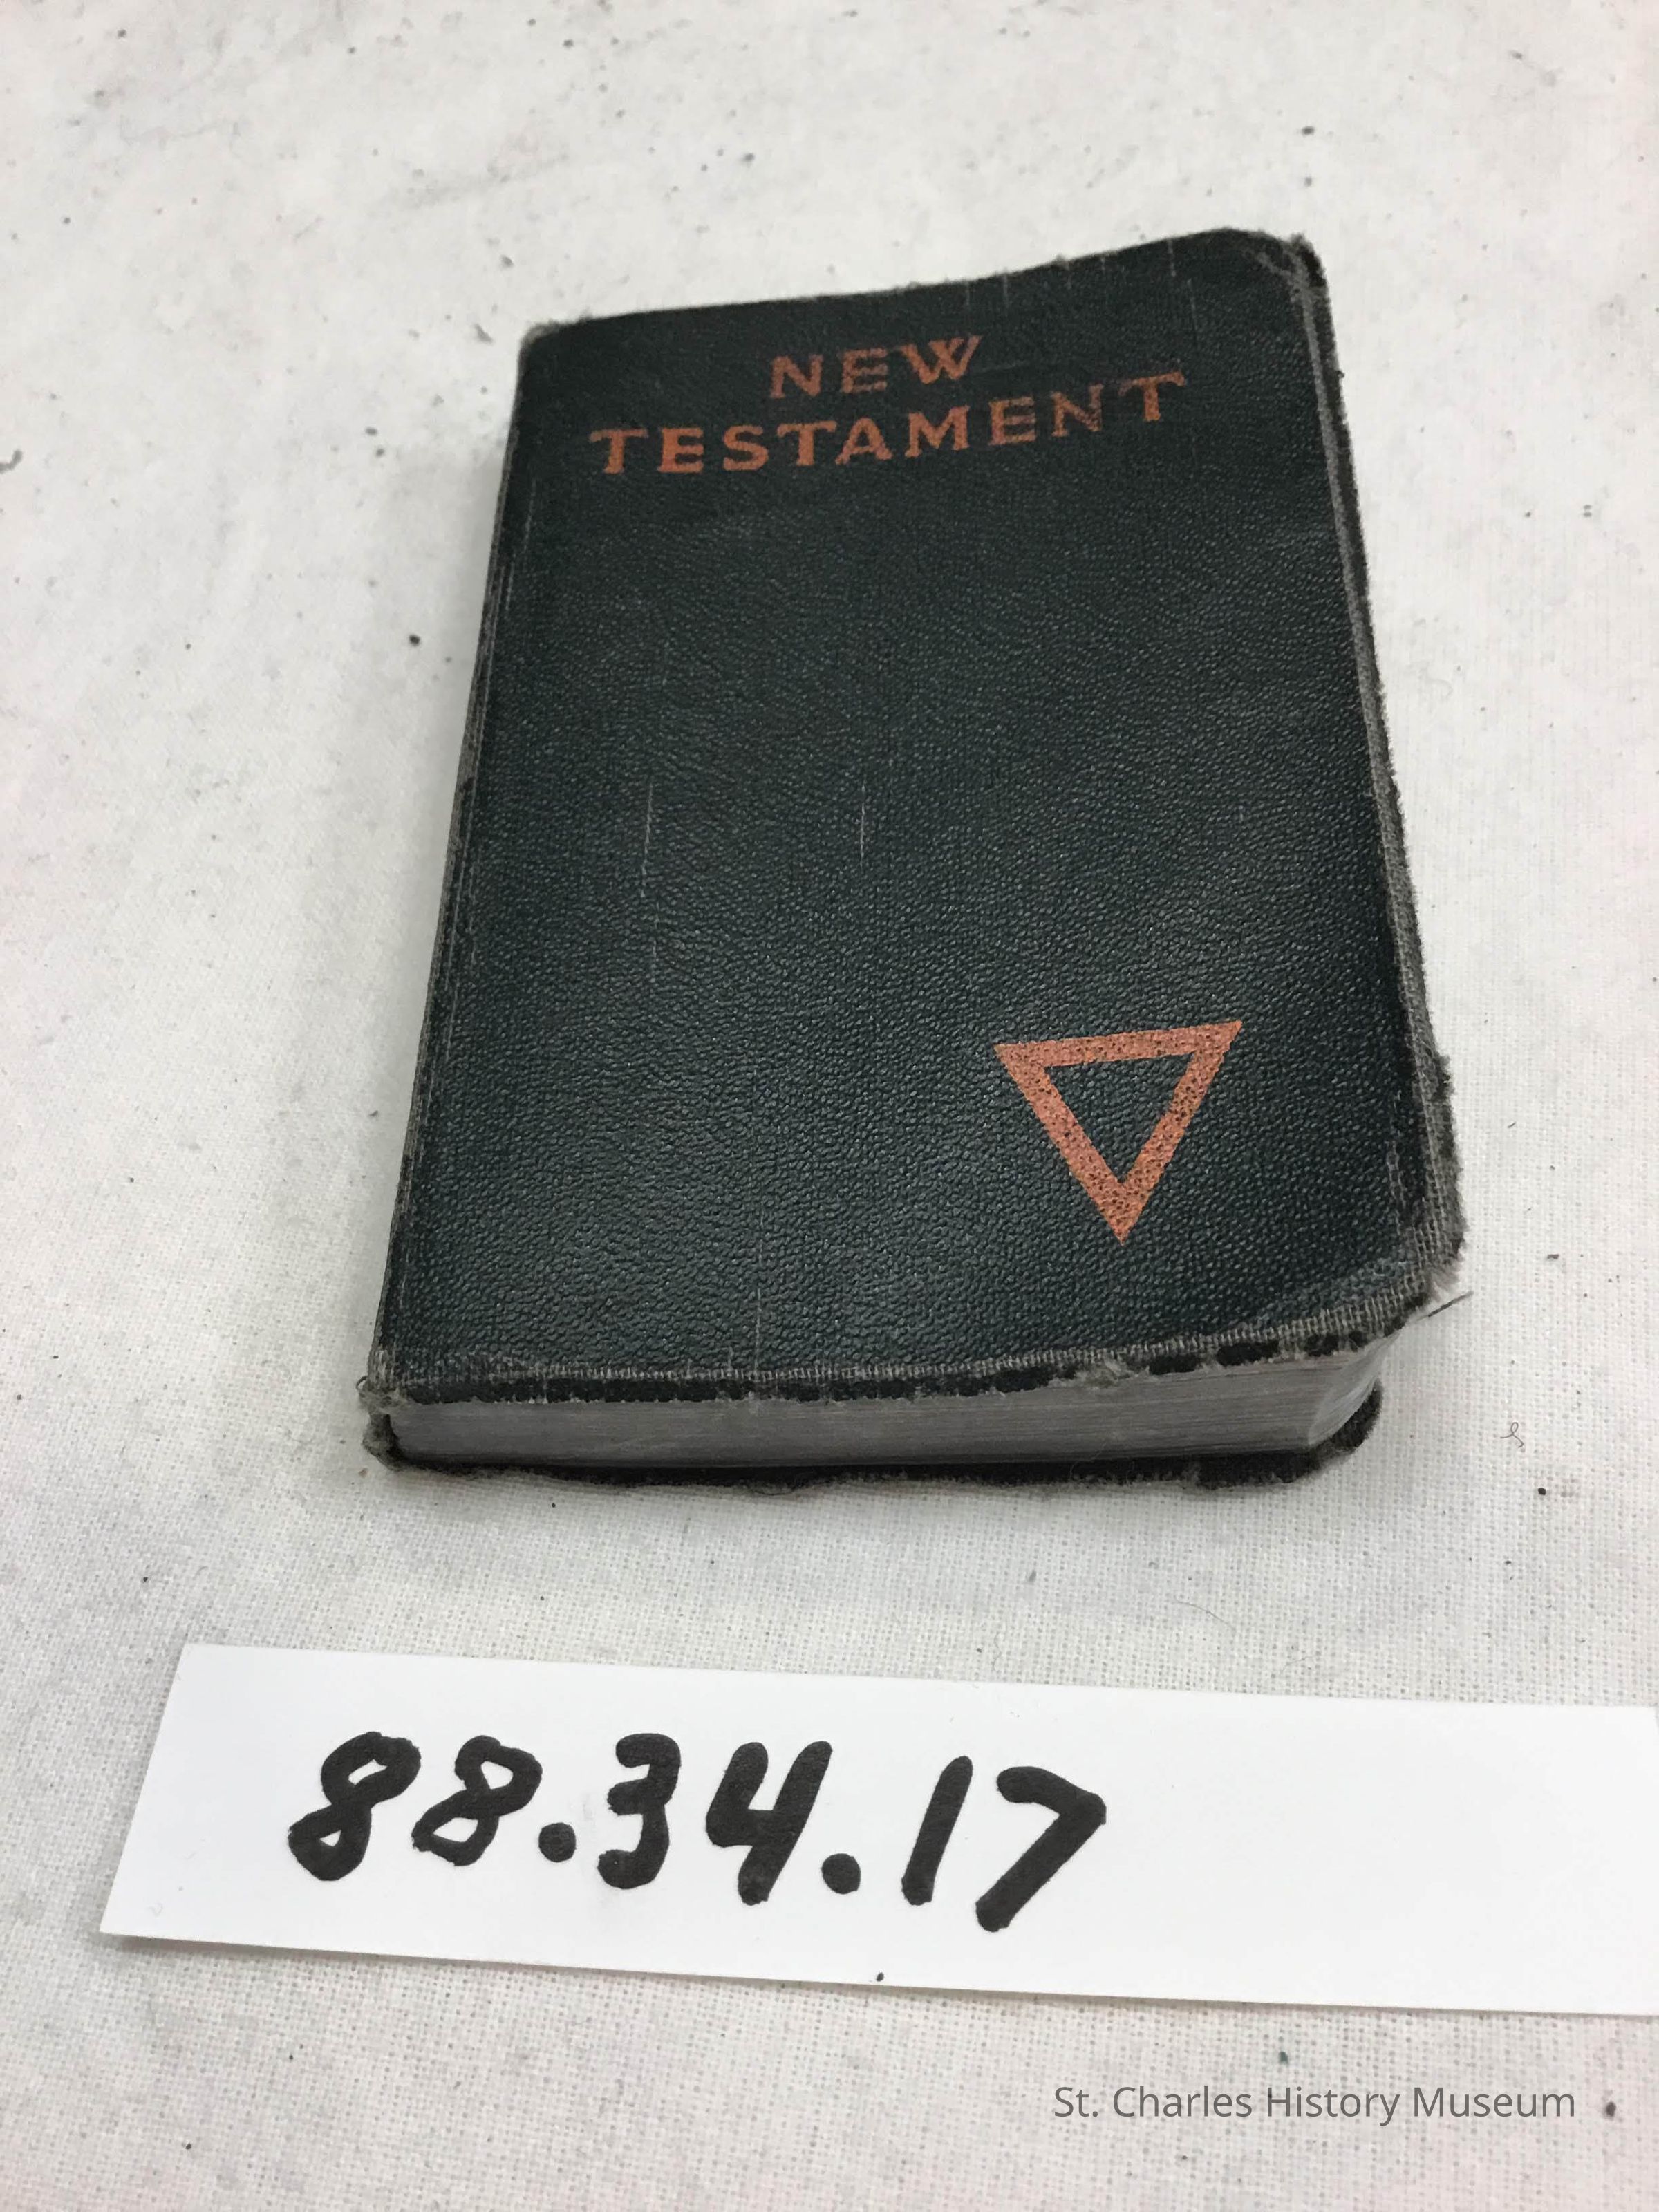 NEW
TESTAMENT
88.34.17
St. Charles History Museum